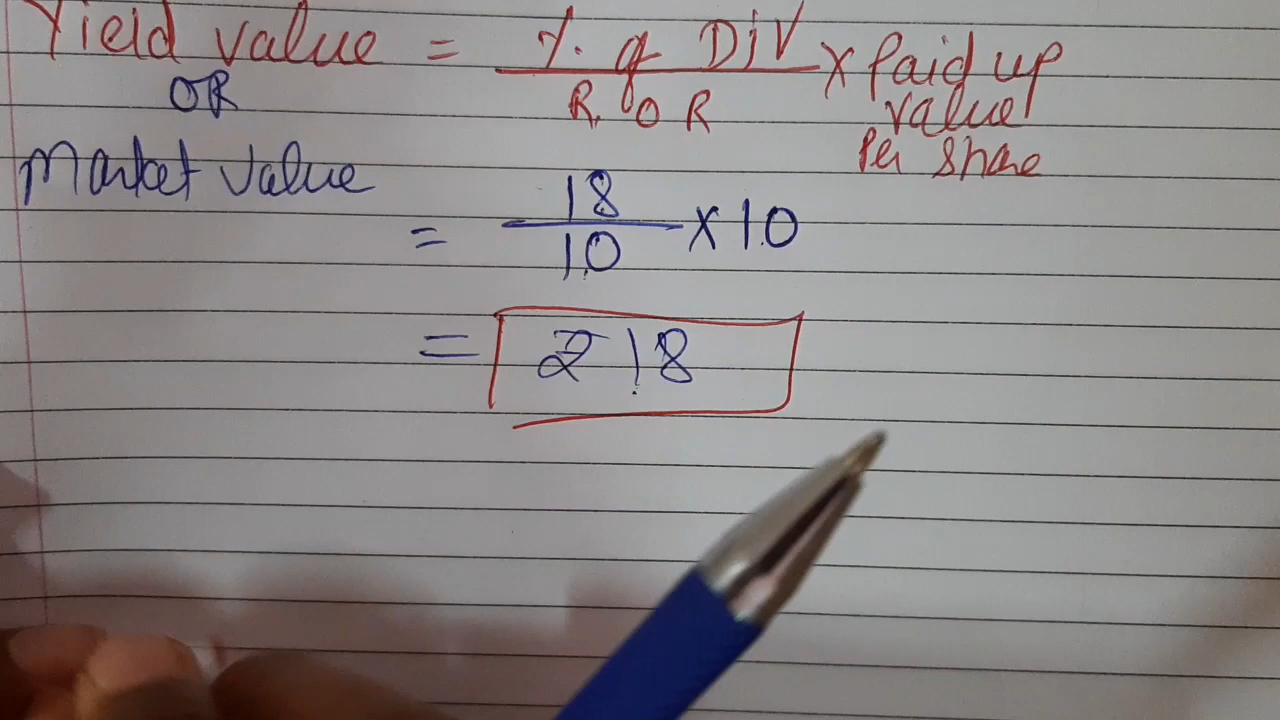 Yield value = % of Div × Paid up
OR R. O R value
Market value Per share
= 18/10 × 10
= ₹ 18